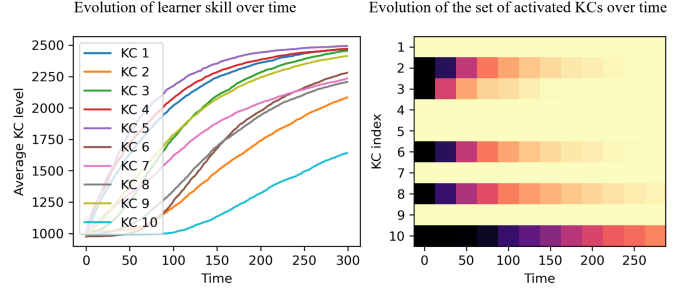 Evolution of learner skill over time
Evolution of the set of activated KCs over time
2500
2250
2000
1750
1500
1250
1000
Average KC level
KC 1
KC 2
KC 3
KC 4
KC 5
KC 6
KC 7
KC 8
KC 9
KC 10
0
50
100
150
200
250
300
Time
1
2
3
4
5
6
7
8
9
10
KC index
0
50
100
150
200
250
Time